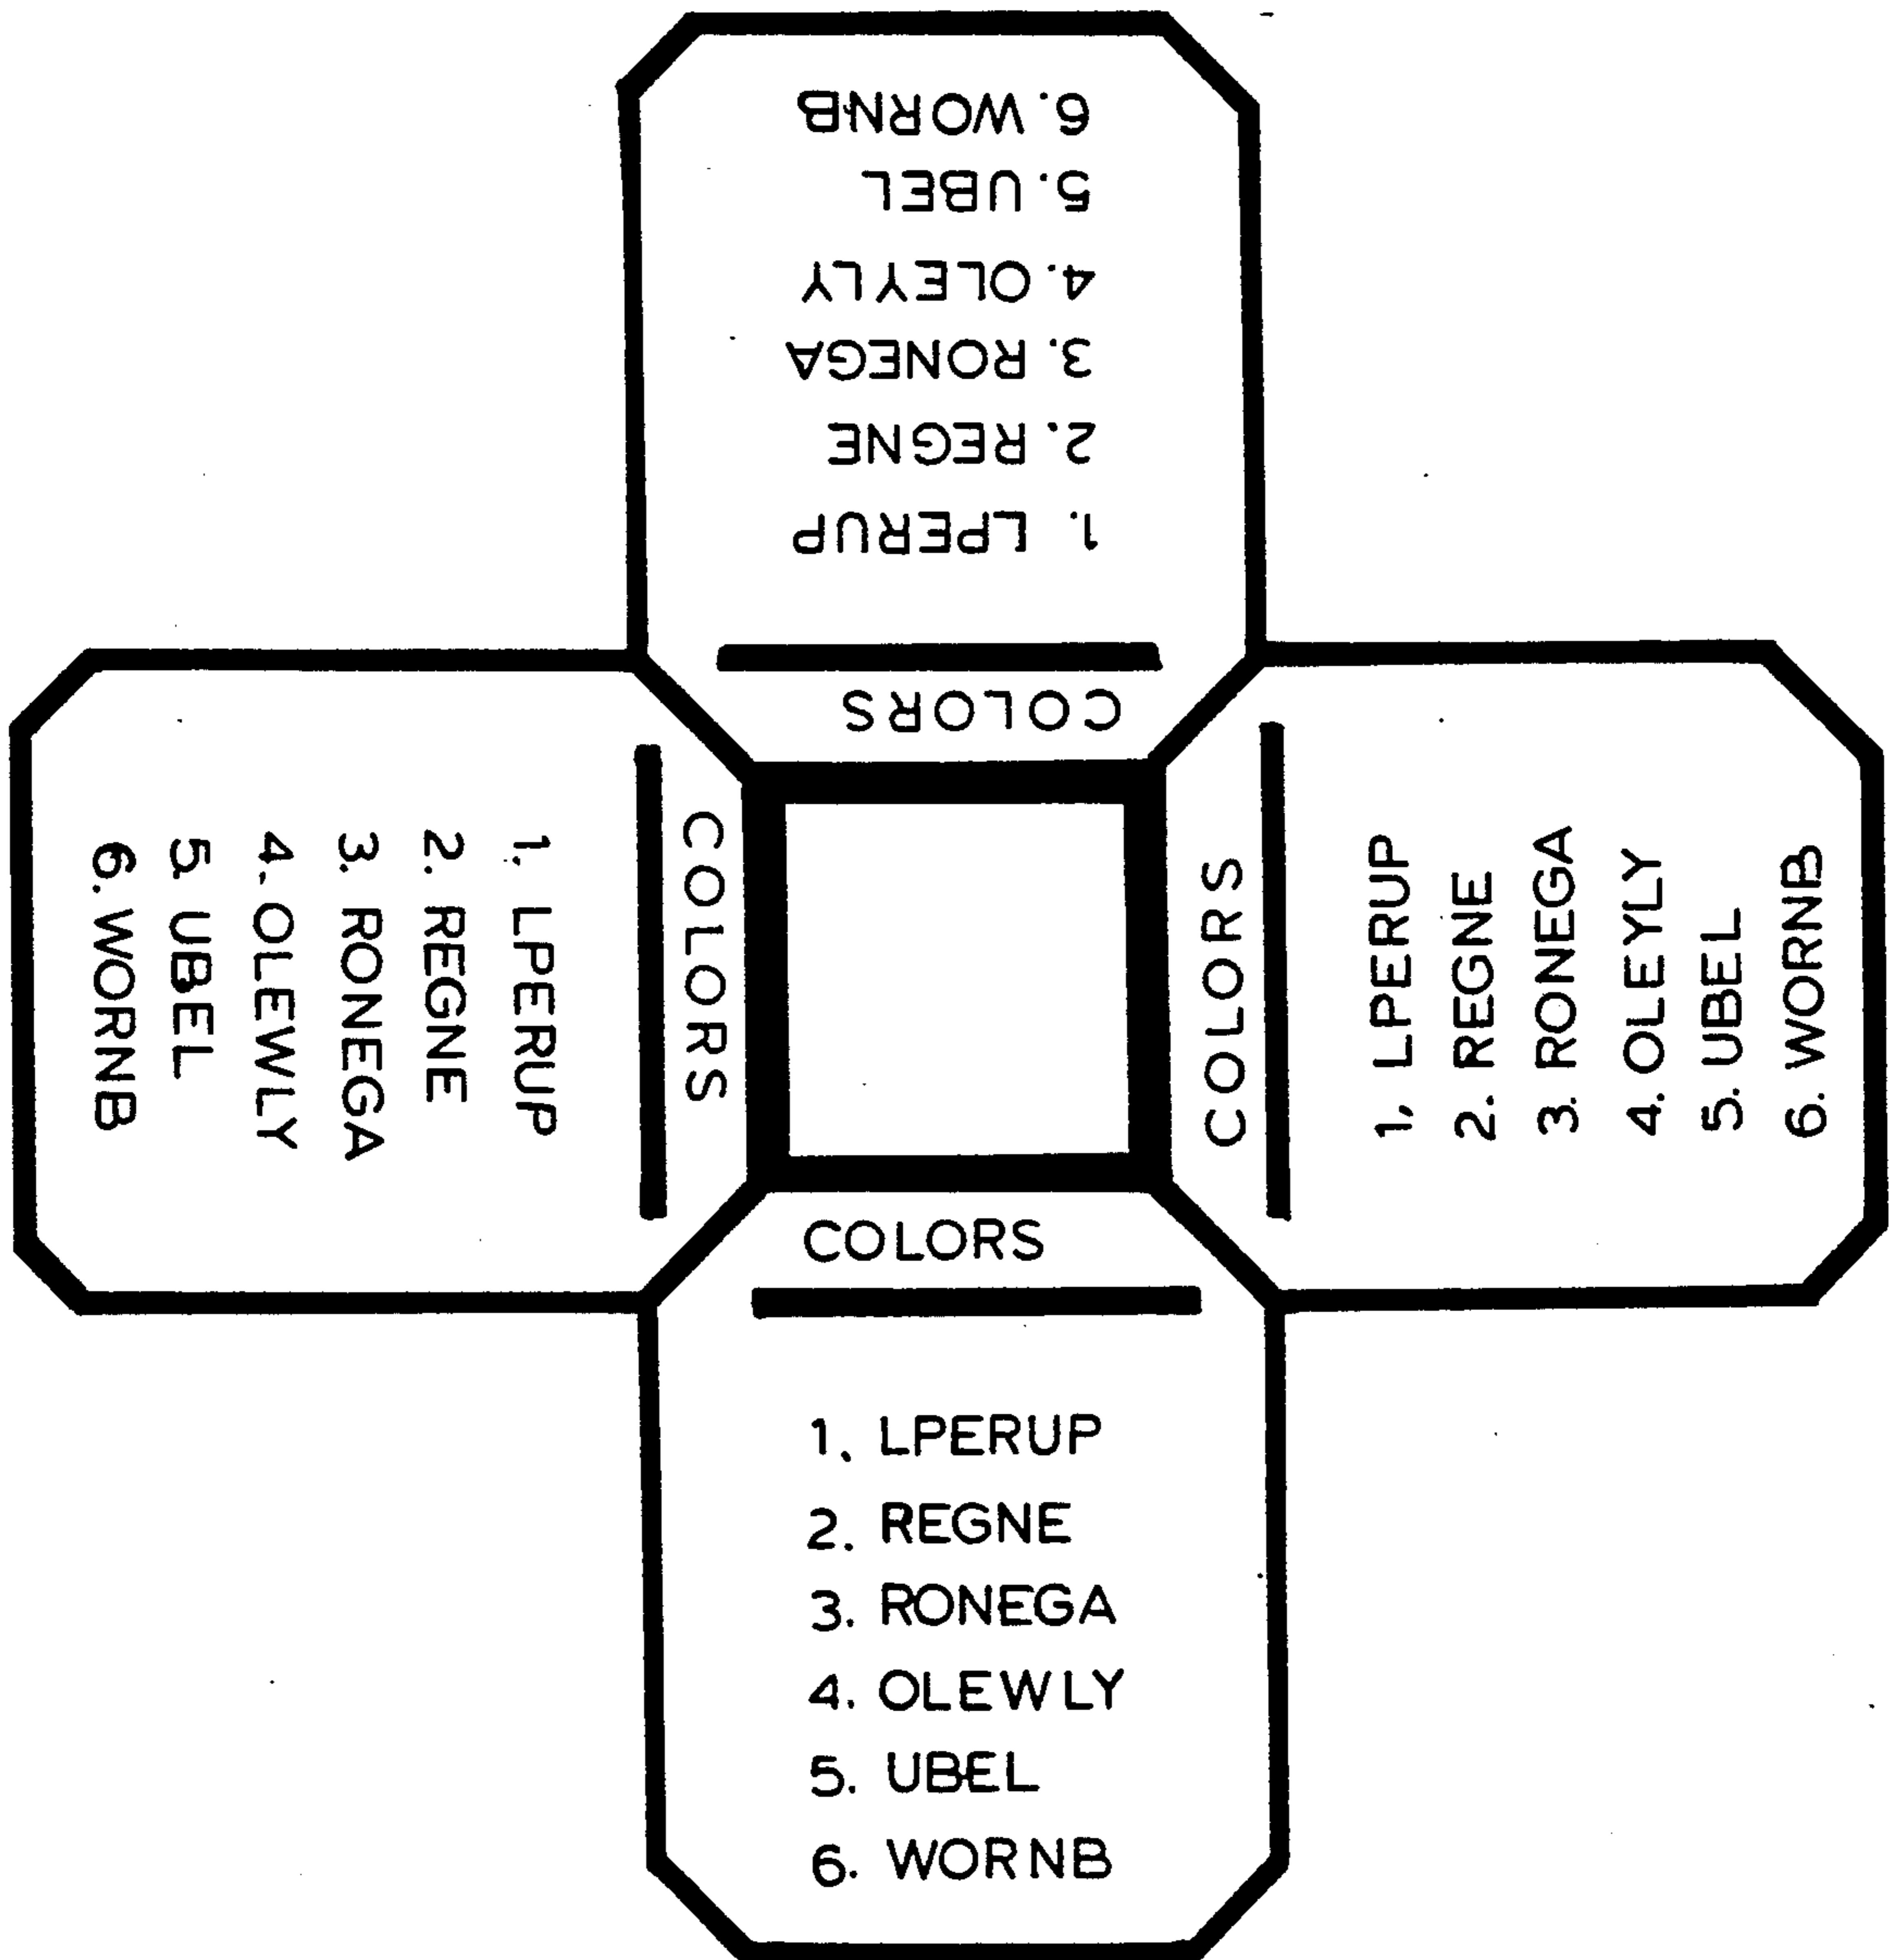 COLORS
1. LPERUP
2. REGNE
3. RONEGA
4. OLEYLY
5. UBEL
6. WORNB
COLORS
1. LPERUP
2. REGNE
3. RONEGA
4. OLEWLY
5. UBEL
6. WORNB
COLORS
1, LPERUP
2. REGNE
3. RONEGA
4. OLEYLY
5. UBEL
6. WORNB
COLORS
1. LPERUP
2. REGNE
3. RONEGA
4. OLEWLY
5. UBEL
6. WORNB